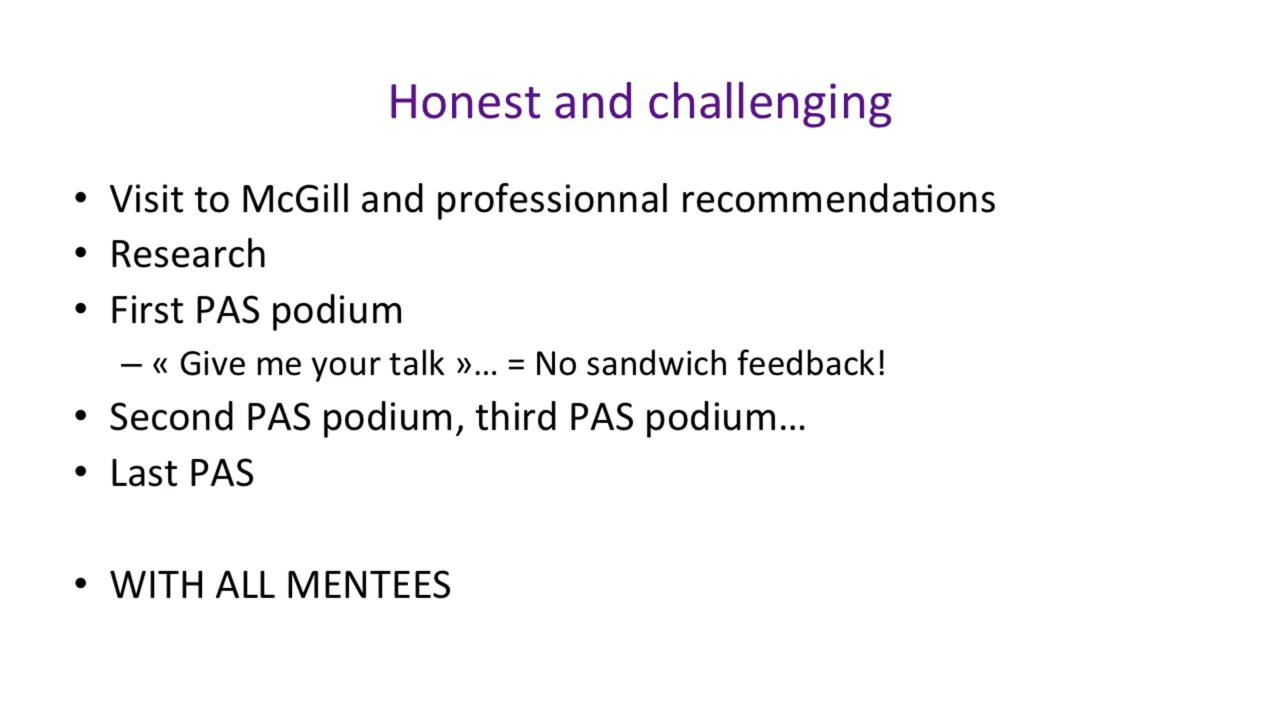 Honest and challenging
• Visit to McGill and professionnal recommendations
• Research
• First PAS podium
– « Give me your talk »... = No sandwich feedback!
• Second PAS podium, third PAS podium...
• Last PAS
• WITH ALL MENTEES